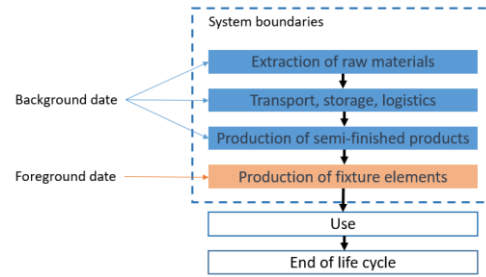 System boundaries
Extraction of raw materials
Background date
Transport, storage, logistics
Production of semi-finished products
Foreground date
Production of fixture elements
Use
End of life cycle